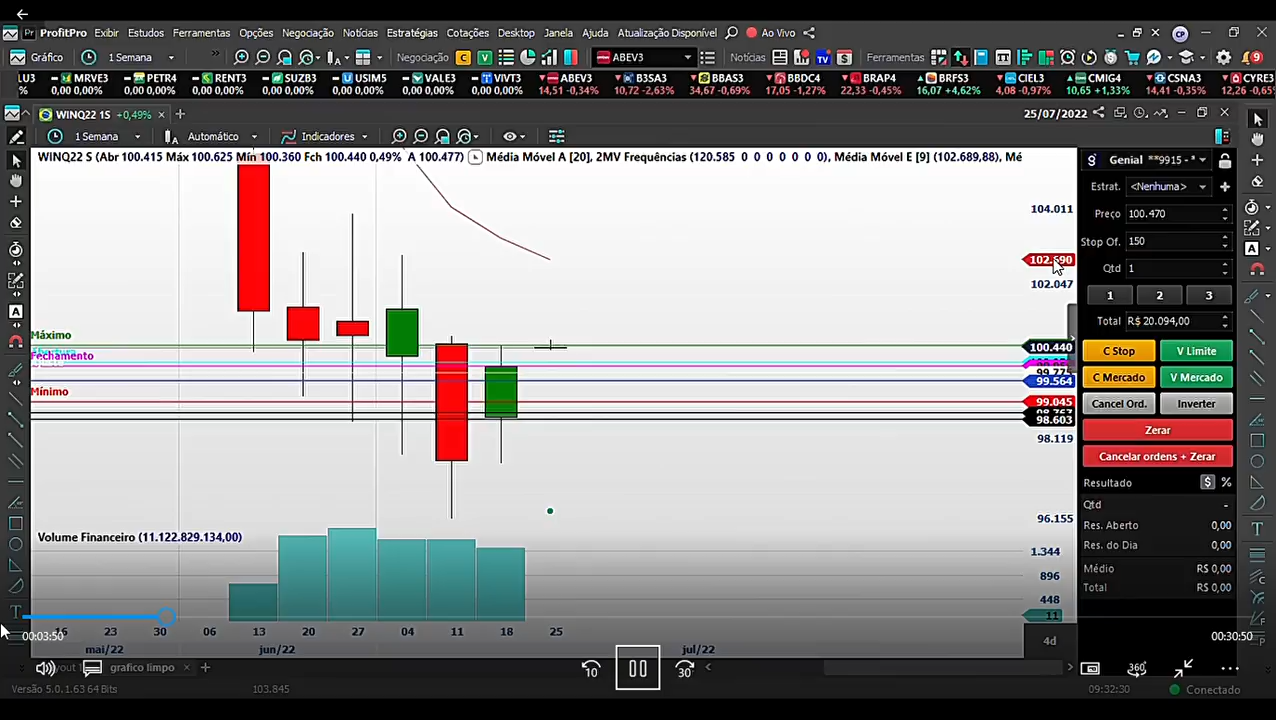 ProfitPro Exibir Estudos Ferramentas Opções Negociação Notícias Estratégias Cotações Desktop Janela Ajuda Atualização Disponível Ao Vivo CP
Gráfico 1 Semana » Negociação C V ABEV3 Notícias Ferramentas 9
LU3 MRVE3 PETR4 RENT3 SUZB3 USIM5 VALE3 VIVT3 ABEV3 B3SA3 BBAS3 BBDC4 BRAP4 BRFS3 CIEL3 CMIG4 CSNA3 CYRE3
% 0,00 0,00% 0,00 0,00% 0,00 0,00% 0,00 0,00% 0,00 0,00% 0,00 0,00% 0,00 0,00% 14,51 -0,34% 10,72 -2,63% 34,67 -0,69% 17,05 -1,27% 22,33 -0,45% 16,07 +4,62% 4,08 -0,97% 10,65 +1,33% 14,41 -0,35% 12,26 -0,65
WINQ22 1S +0,49% × + 25/07/2022
1 Semana Automático Indicadores
WINQ22 S (Abr 100.415 Máx 100.625 Mín 100.360 Fch 100.440 0,49% A 100.477) Média Móvel A [20], 2MV Frequências (120.585 0 0 0 0 0 0 0), Média Móvel E [9] (102.689,88), Mé
Genial **9915 - *
Estrat. <Nenhuma>
104.011
Preço 100.470
Stop Of. 150
102.690
Qtd 1
102.047
1 2 3
Total R$ 20.094,00
Máximo
100.440
C Stop V Limite
Fechamento
99.775
C Mercado V Mercado
99.564
Mínimo
99.045
Cancel Ord. Inverter
98.603
Zerar
98.119
Cancelar ordens + Zerar
Resultado $ %
Qtd -
96.155
Res. Aberto 0,00
Volume Financeiro (11.122.829.134,00)
Res. do Dia 0,00
1.344
Médio R$ 0,00
896
Total R$ 0,00
448
11
16 23 30 06 13 20 27 04 11 18 25
00:03:50 00:30:50
mai/22 jun/22 jul/22 4d
grafico limpo × + 10 30 360
Versão 5.0.1.63 64 Bits 103.845 09:32:30 Conectado